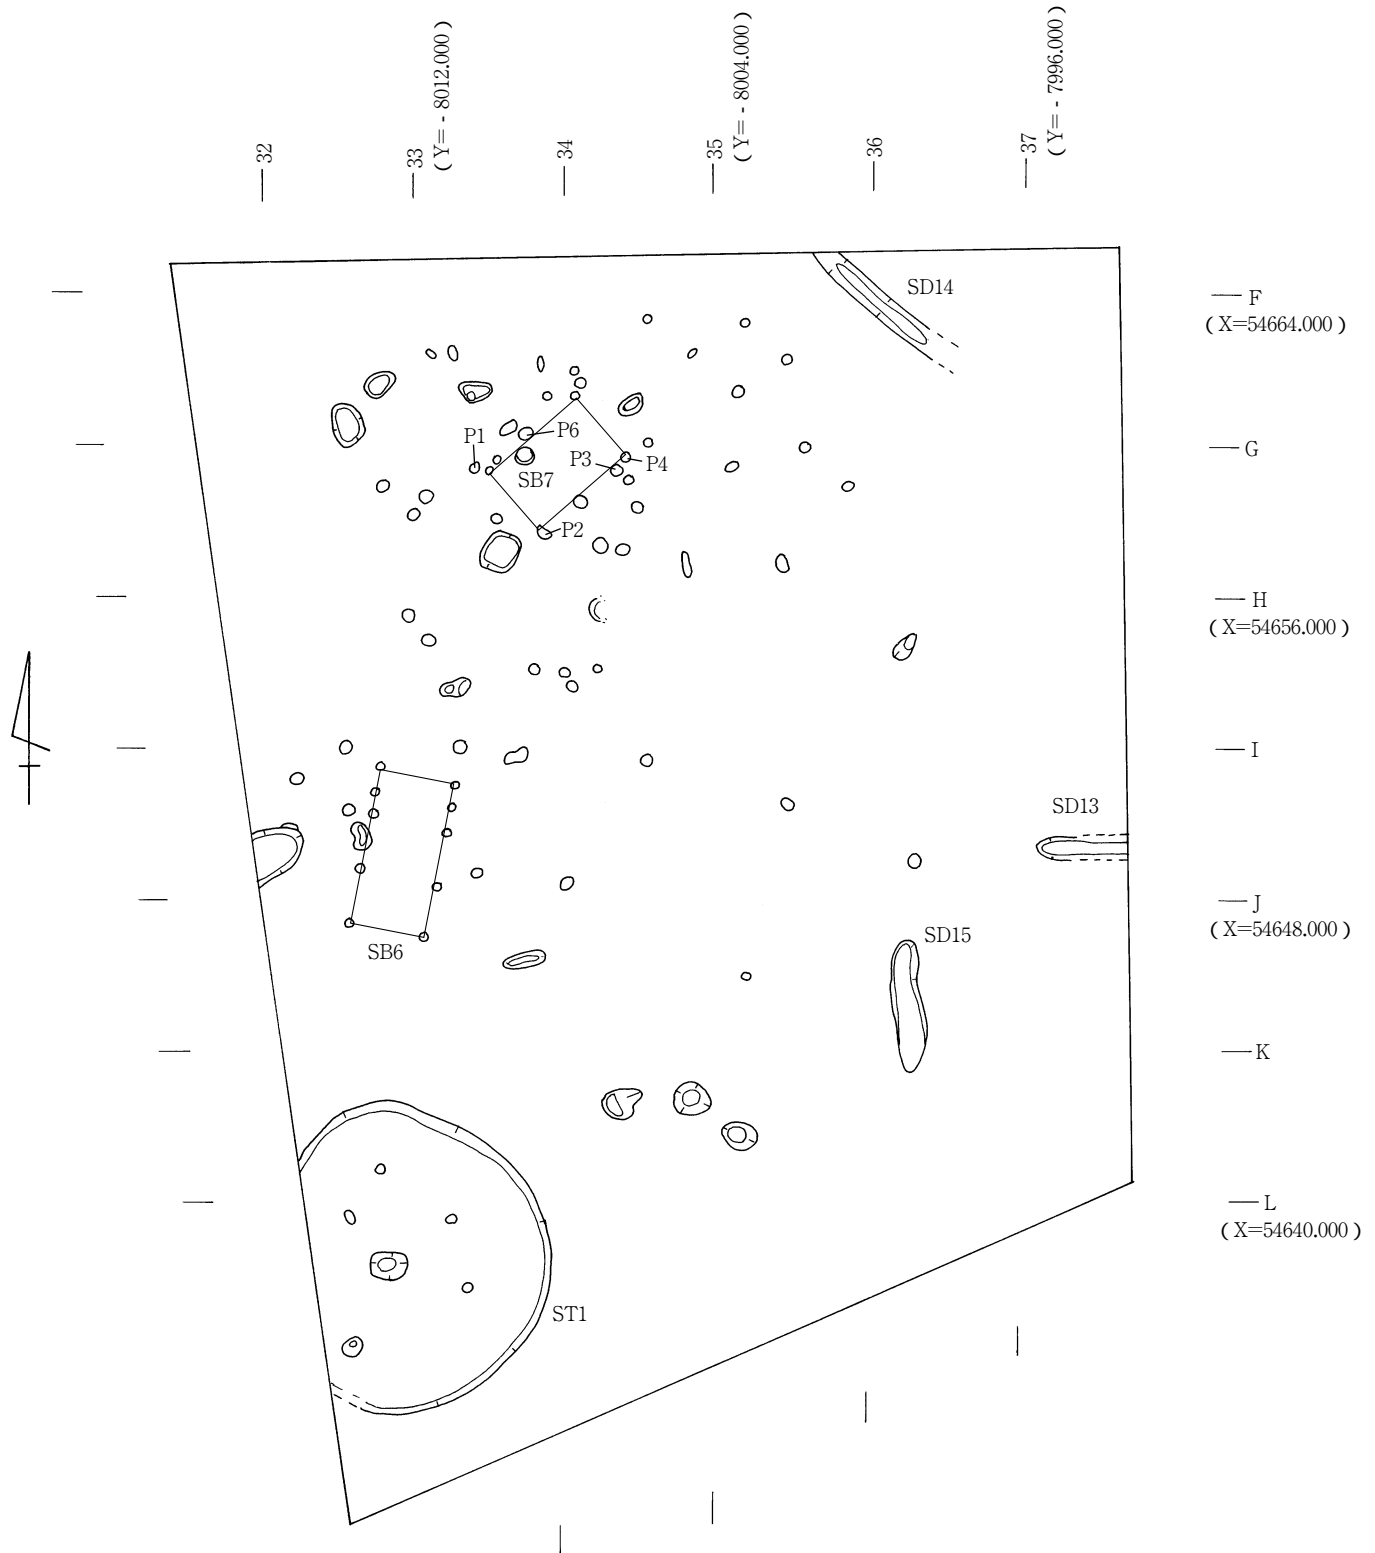 32
33
( Y= - 8012.000 )
34
35
( Y= - 8004.000 )
36
37
( Y= - 7996.000 )
SD14
F
( X=54664.000 )
P1
P6
G
P3
P4
SB7
P2
H
( X=54656.000 )
I
SD13
J
( X=54648.000 )
SD15
SB6
K
L
( X=54640.000 )
ST1